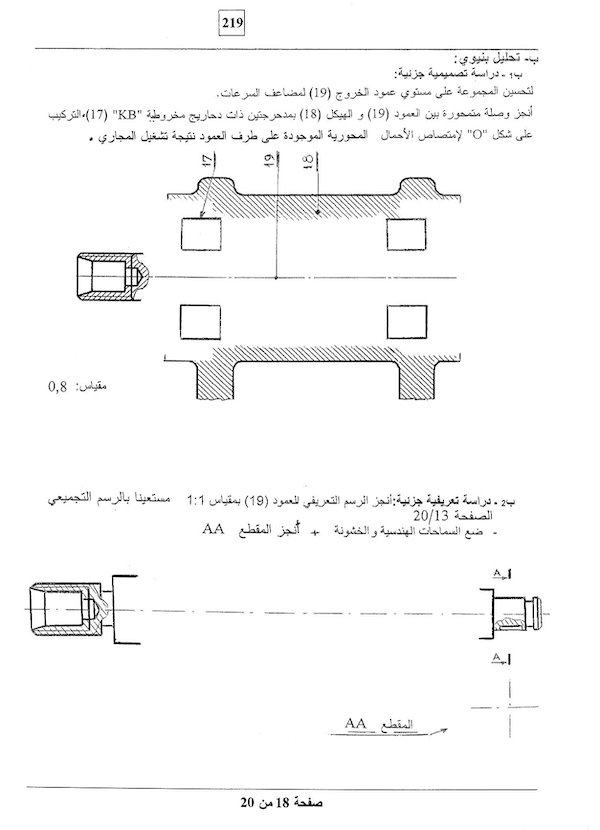 219
ب- تحليل بنيوي:
ب1- دراسة تصميمية جزئية:
لتحسين المجموعة على مستوي عمود الخروج (19) لمضاعف السرعات.
أنجز وصلة متمحورة بين العمود (19) و الهيكل (18) بمدحرجتين ذات دحاريج مخروطية "KB" (17)، التركيب
على شكل "O" لإمتصاص الأحمال المحورية الموجودة على طرف العمود نتيجة تشغيل المجاري .
17 19 18
مقياس: 0,8
ب2 - دراسة تعريفية جزئية: أنجز الرسم التعريفي للعمود (19) بمقياس 1:1 مستعينا بالرسم التجميعي
الصفحة 20/13
- ضع السماحات الهندسية و الخشونة + أنجز المقطع AA
A
A
المقطع AA
صفحة 18 من 20